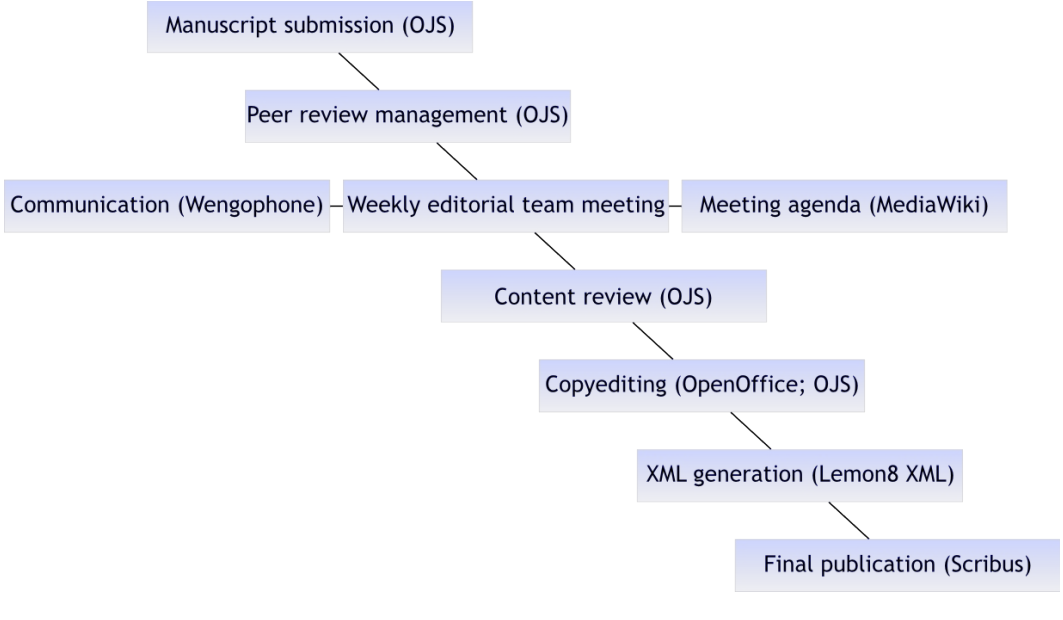 Manuscript submission (OJS)
Peer review management (OJS)
Communication (Wengophone)
Weekly editorial team meeting
Meeting agenda (MediaWiki)
Content review (OJS)
Copyediting (OpenOffice; OJS)
XML generation (Lemon8 XML)
Final publication (Scribus)